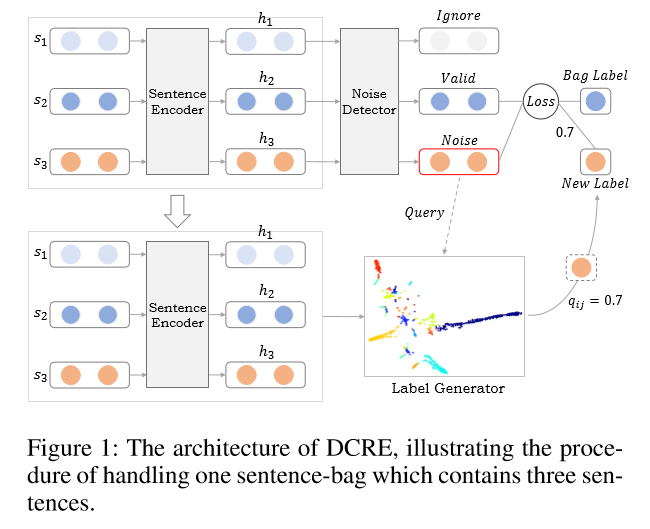 s1
h1
Ignore
s2
Sentence
Encoder
h2
Noise
Detector
Valid
Loss
Bag Label
s3
h3
Noise
0.7
New Label
Query
s1
h1
s2
Sentence
Encoder
h2
qij = 0.7
s3
h3
Label Generator
Figure 1: The architecture of DCRE, illustrating the proce-
dure of handling one sentence-bag which contains three sen-
tences.